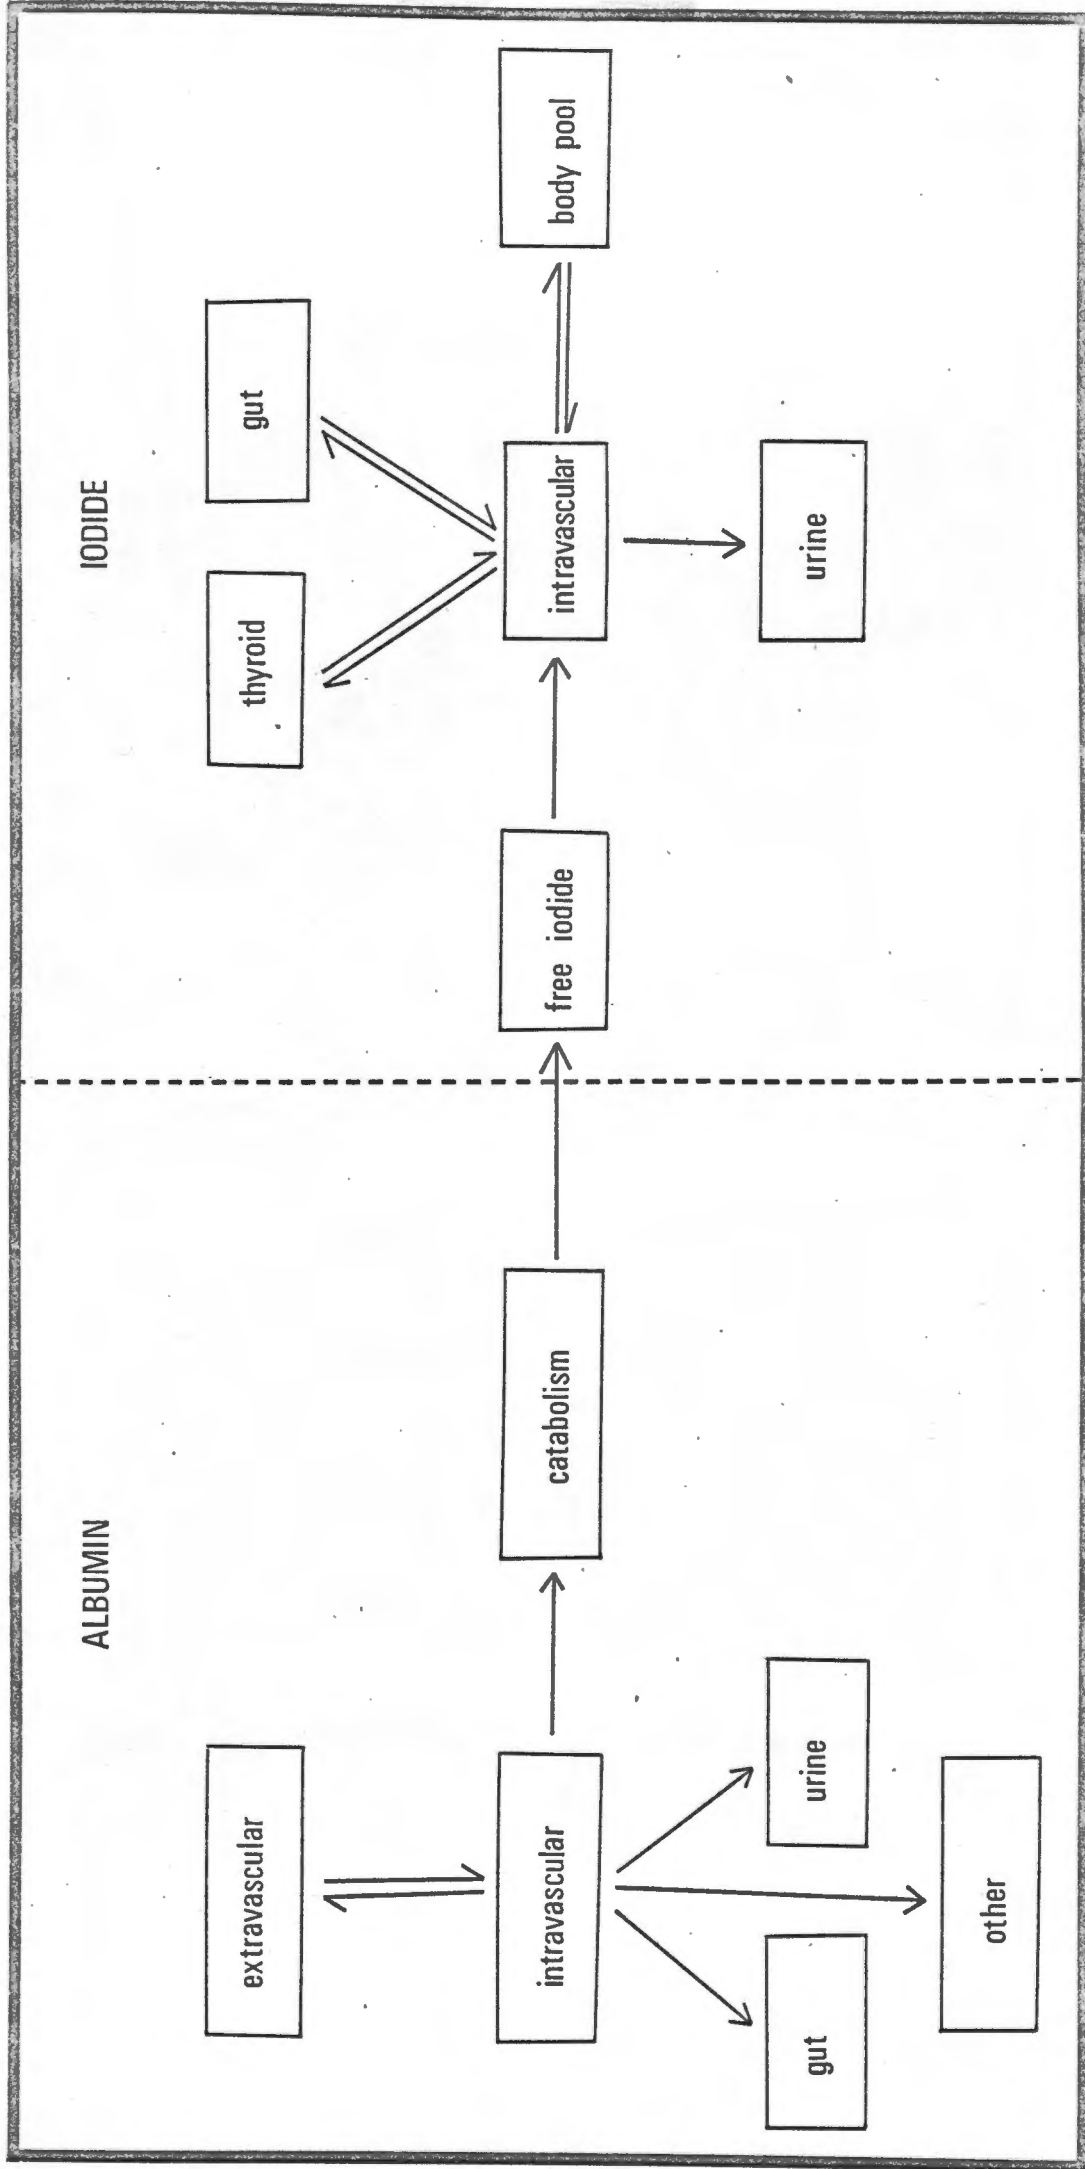 ALBUMIN
extravascular
intravascular
catabolism
gut
urine
other
IODIDE
thyroid
gut
free iodide
intravascular
body pool
urine